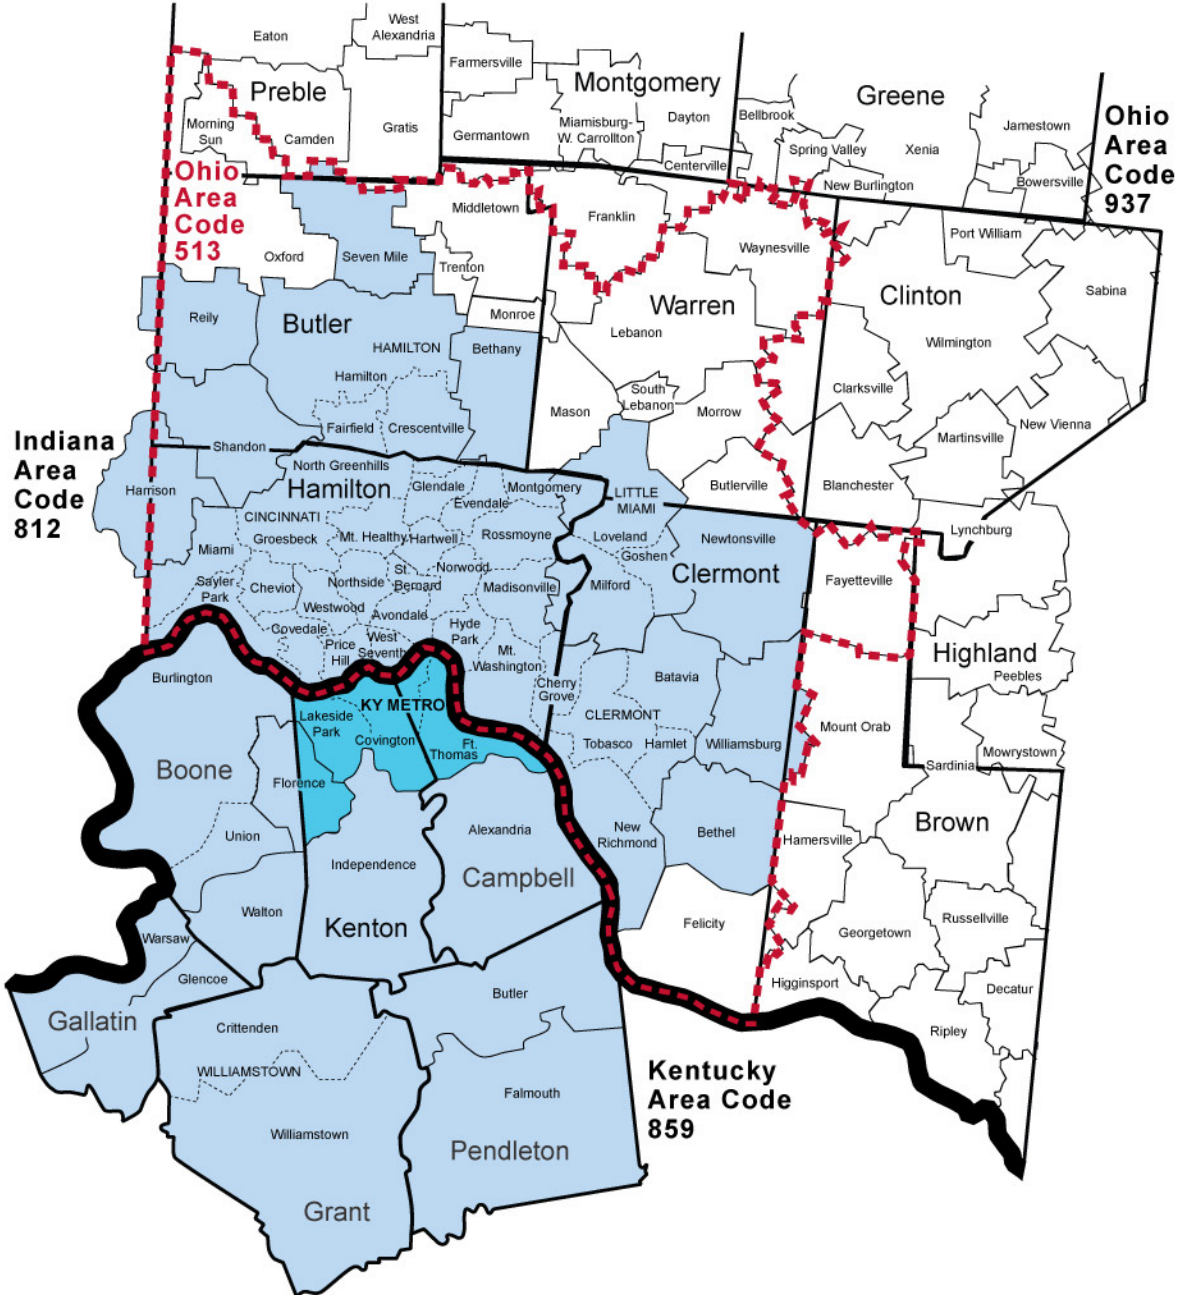 Eaton
West
Alexandria
Farmersville
Montgomery
Greene
Ohio
Area
Code
937
Preble
Morning
Sun
Camden
Gratis
Germantown
Miamisburg-
W. Carrollton
Dayton
Centerville
Bellbrook
Spring Valley
Xenia
Jamestown
Bowersville
New Burlington
Ohio
Area
Code
513
Middletown
Franklin
Waynesville
Port William
Oxford
Seven Mile
Trenton
Warren
Clinton
Sabina
Reily
Butler
Monroe
Lebanon
Wilmington
HAMILTON
Bethany
Hamilton
South
Lebanon
Clarksville
Mason
Morrow
Fairfield
Crescentville
New Vienna
Martinsville
Indiana
Area
Code
812
Shandon
North Greenhills
Hamilton
Harrison
Glendale
Montgomery
Evendale
LITTLE
MIAMI
Butlerville
Blanchester
Lynchburg
CINCINNATI
Groesbeck
Mt. Healthy
Hartwell
Rossmoyne
Loveland
Goshen
Newtonsville
Miami
Clermont
Fayetteville
Sayler
Park
Cheviot
Northside
St.
Bernard
Norwood
Madisonville
Milford
Westwood
Avondale
Covedale
Price
Hill
West
Seventh
Hyde
Park
Mt.
Washington
Highland
Peebles
Burlington
Cherry
Grove
Batavia
KY METRO
Lakeside
Park
Covington
Ft.
Thomas
CLERMONT
Tobasco
Hamlet
Williamsburg
Mount Orab
Mowrystown
Sardinia
Boone
Florence
Union
Alexandria
New
Richmond
Bethel
Hamersville
Brown
Independence
Campbell
Walton
Kenton
Felicity
Georgetown
Russellville
Warsaw
Glencoe
Higginsport
Decatur
Gallatin
Crittenden
Butler
Ripley
WILLIAMSTOWN
Falmouth
Kentucky
Area Code
859
Williamstown
Pendleton
Grant